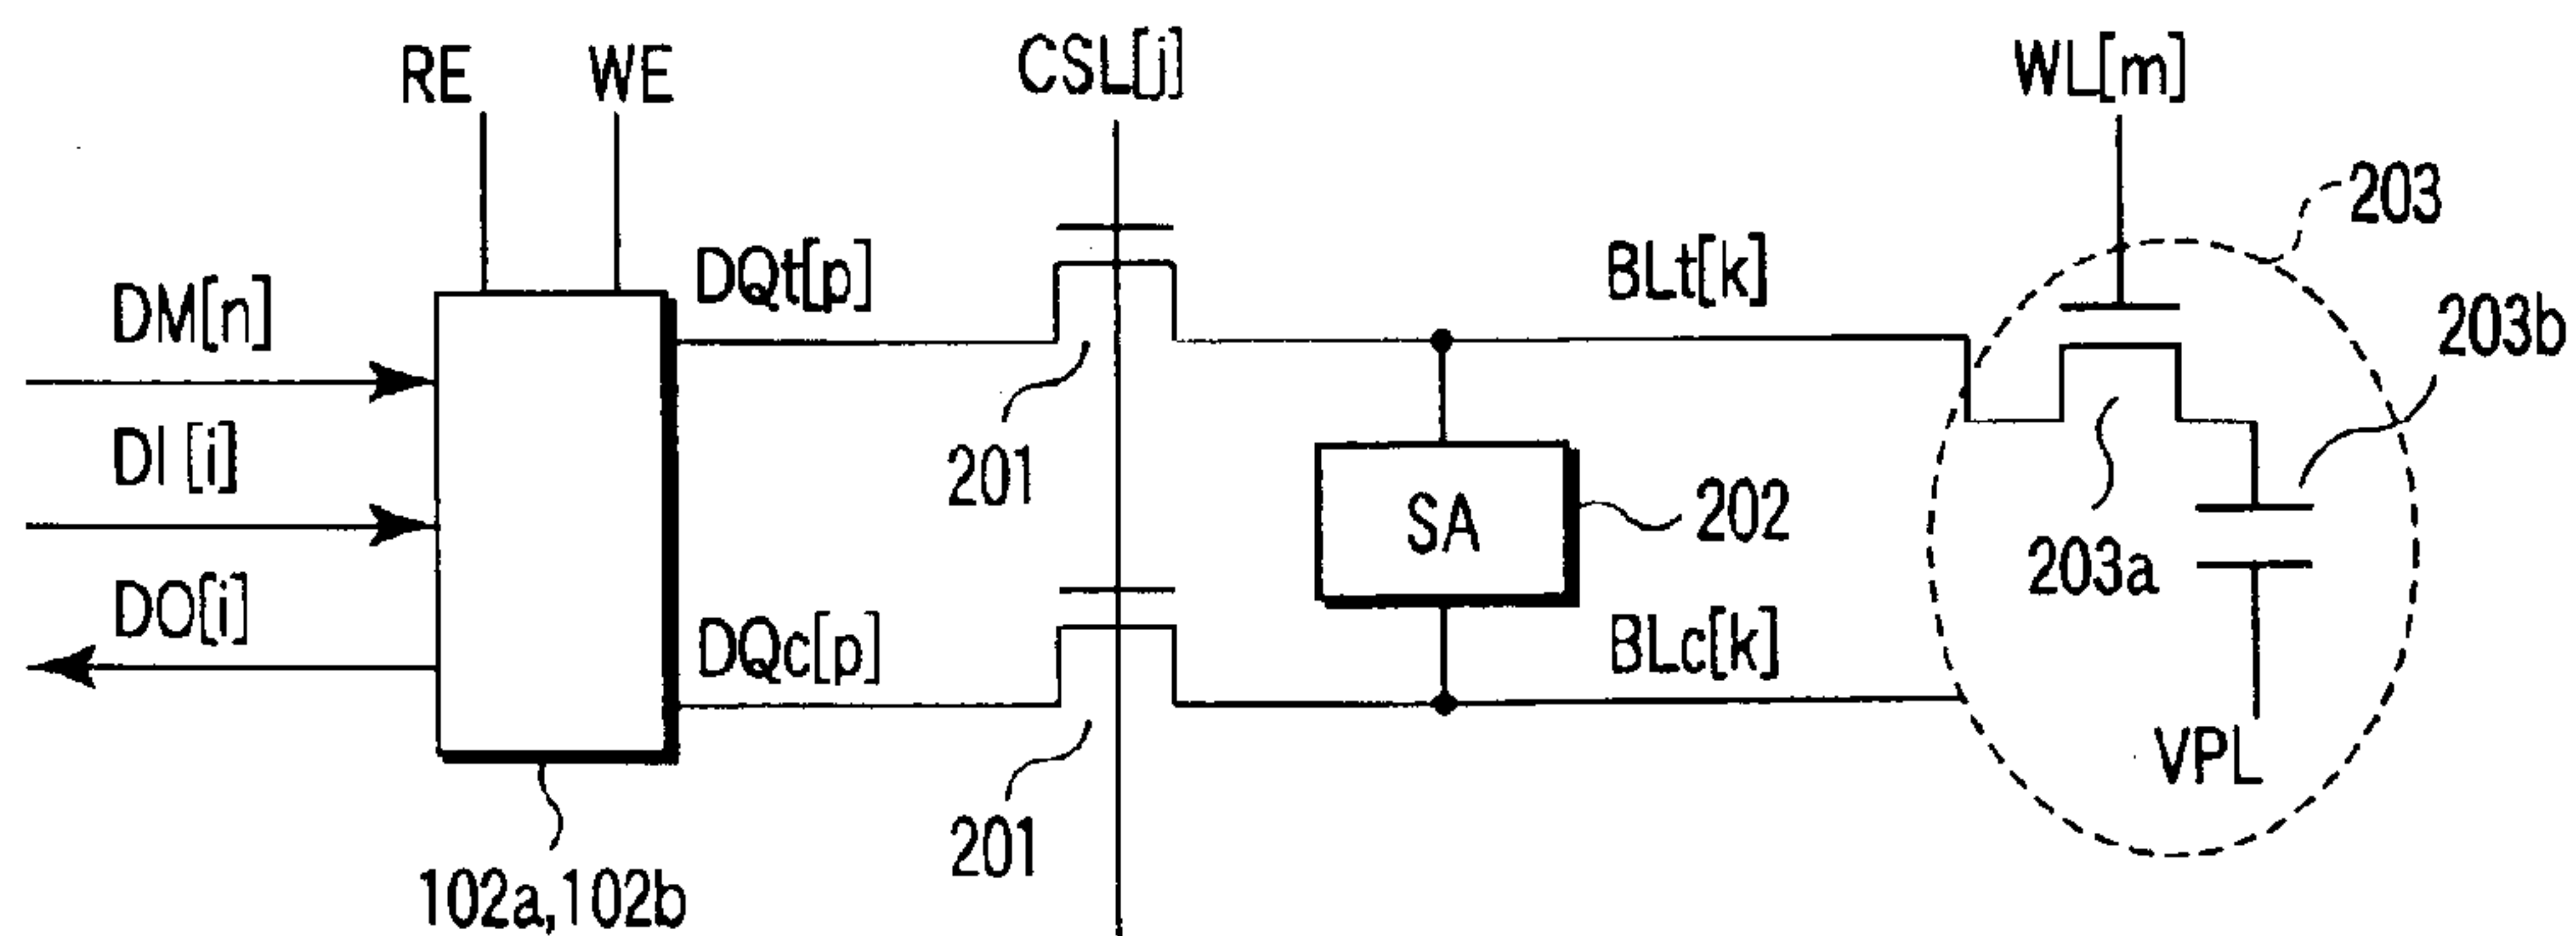 RE
WE
CSL[j]
WL[m]
203
DM[n]
DQt[p]
BLt[k]
203b
DI[i]
201
SA
202
203a
DO[i]
DQc[p]
BLc[k]
VPL
201
102a,102b